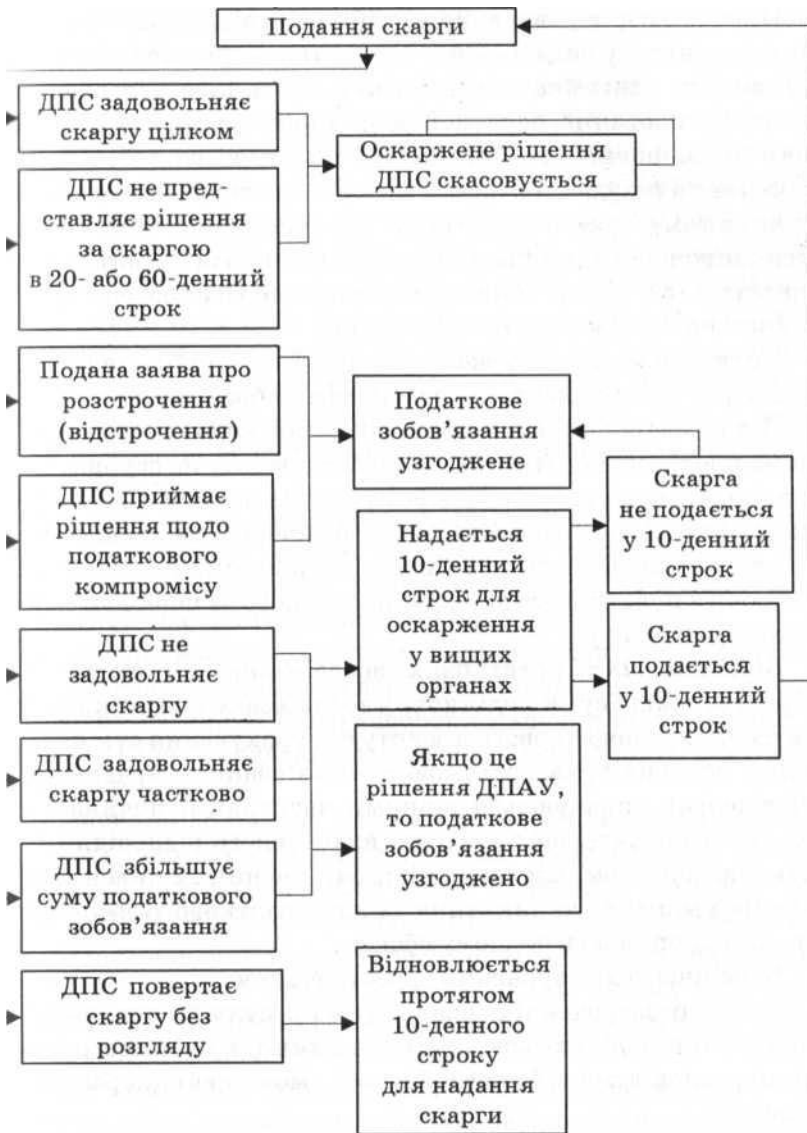 Подання скарги
ДПС задовольняє
скаргу цілком
Оскаржене рішення
ДПС скасовується
ДПС не пред-
ставляє рішення
за скаргою
в 20- або 60-денний
строк
Подана заява про
розстрочення
(відстрочення)
Податкове
зобов’язання
узгоджене
ДПС приймає
рішення щодо
податкового
компромісу
Надається
10-денний
строк для
оскарження
у вищих
органах
Скарга
не подається
у 10-денний
строк
ДПС не
задовольняє
скаргу
Скарга
подається
у 10-денний
строк
ДПС задовольняє
скаргу частково
Якщо це
рішення ДПАУ,
то податкове
зобов’язання
узгоджено
ДПС збільшує
суму податкового
зобов’язання
ДПС повертає
скаргу без
розгляду
Відновлюється
протягом
10-денного
строку
для надання
скарги